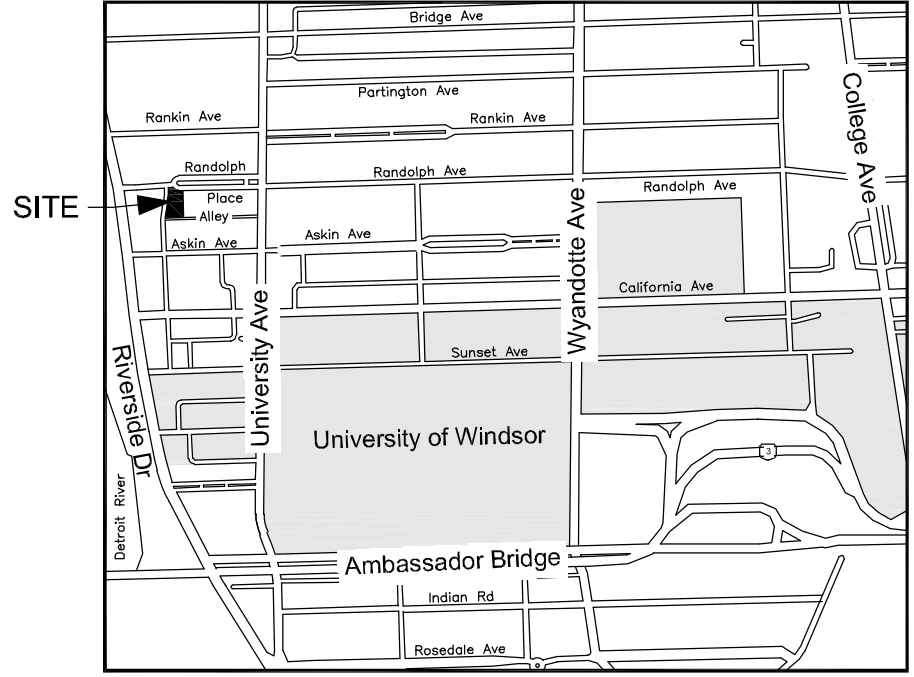 Bridge Ave
Partington Ave
Rankin Ave
Rankin Ave
College Ave
Randolph
Randolph Ave
Randolph Ave
SITE
Place
Alley
Askin Ave
Askin Ave
Wyandotte Ave
California Ave
University Ave
Sunset Ave
Riverside Dr
University of Windsor
3
Detroit River
Ambassador Bridge
Indian Rd
Rosedale Ave